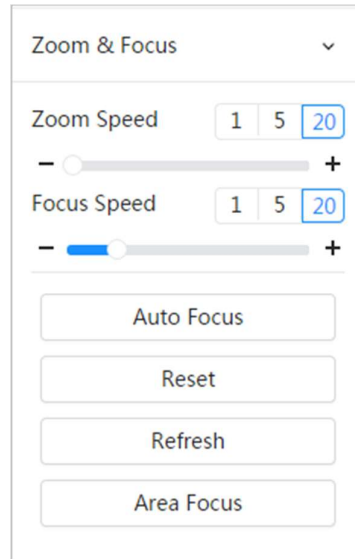 Zoom & Focus
Zoom Speed 1 5 20
− +
Focus Speed 1 5 20
− +
Auto Focus
Reset
Refresh
Area Focus